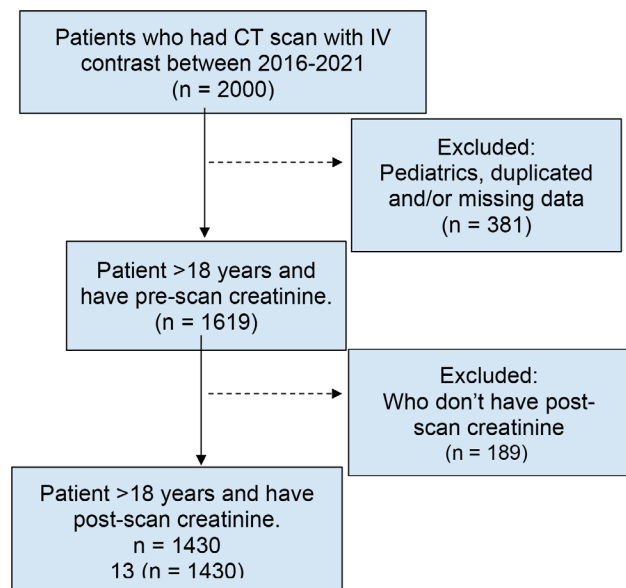 Patients who had CT scan with IV
contrast between 2016-2021
(n = 2000)
Excluded:
Pediatrics, duplicated
and/or missing data
(n = 381)
Patient >18 years and
have pre-scan creatinine.
(n = 1619)
Excluded:
Who don’t have post-
scan creatinine
(n = 189)
Patient >18 years and have
post-scan creatinine.
n = 1430
13 (n = 1430)